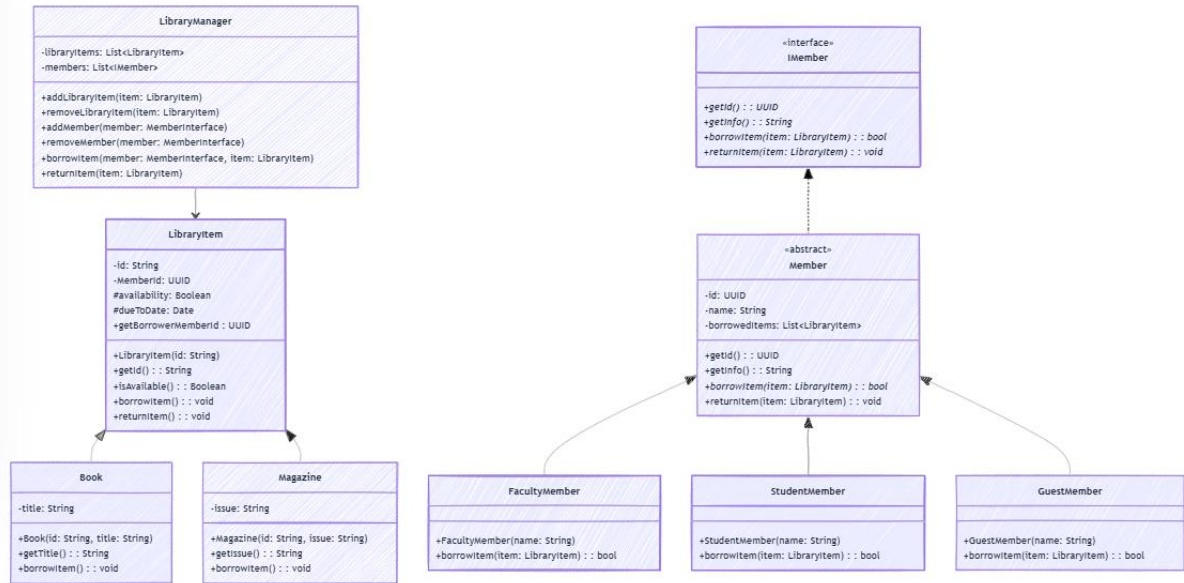 LibraryManager
-libraryItems: List<LibraryItem>
-members: List<IMember>
+addLibraryItem(item: LibraryItem)
+removeLibraryItem(item: LibraryItem)
+addMember(member: MemberInterface)
+removeMember(member: MemberInterface)
+borrowItem(member: MemberInterface, item: LibraryItem)
+returnItem(item: LibraryItem)
LibraryItem
-id: String
-MemberId: UUID
#availability: Boolean
#dueToDate: Date
+getBorrowerMemberId : UUID
+LibraryItem(id: String)
+getId() : : String
+isAvailable() : : Boolean
+borrowItem() : : void
+returnItem() : : void
Book
-title: String
+Book(id: String, title: String)
+getTitle() : : String
+borrowItem() : : void
Magazine
-issue: String
+Magazine(id: String, issue: String)
+getIssue() : : String
+borrowItem() : : void
«interface»
IMember
+getId() : : UUID
+getInfo() : : String
+borrowItem(item: LibraryItem) : : bool
+returnItem(item: LibraryItem) : : void
«abstract»
Member
-id: UUID
-name: String
-borrowedItems: List<LibraryItem>
+getId() : : UUID
+getInfo() : : String
+borrowItem(item: LibraryItem) : : bool
+returnItem(item: LibraryItem) : : void
FacultyMember
+FacultyMember(name: String)
+borrowItem(item: LibraryItem) : : bool
StudentMember
+StudentMember(name: String)
+borrowItem(item: LibraryItem) : : bool
GuestMember
+GuestMember(name: String)
+borrowItem(item: LibraryItem) : : bool